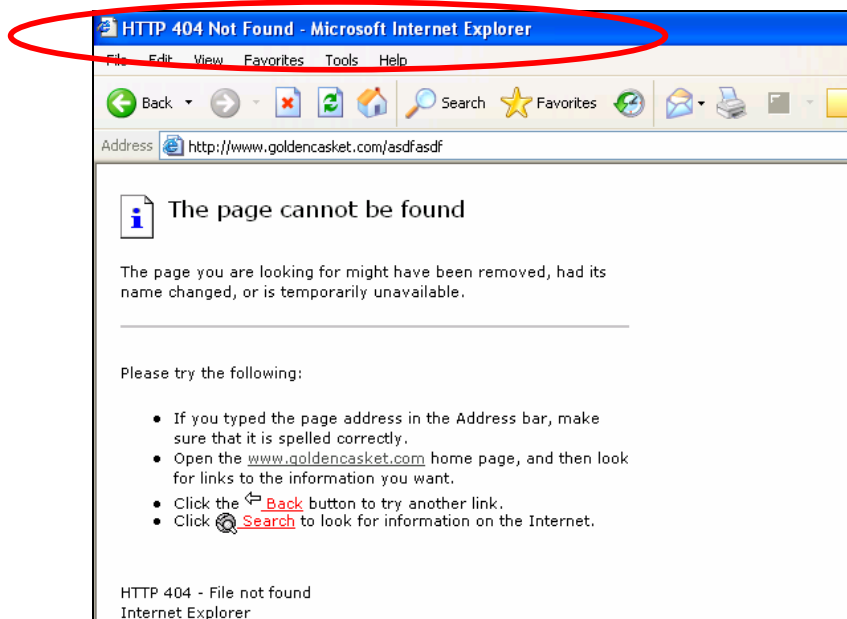 HTTP 404 Not Found - Microsoft Internet Explorer
File Edit View Favorites Tools Help
Back Search Favorites
Address http://www.goldencasket.com/asdfasdf
The page cannot be found
The page you are looking for might have been removed, had its
name changed, or is temporarily unavailable.
Please try the following:
If you typed the page address in the Address bar, make
sure that it is spelled correctly.
Open the www.goldencasket.com home page, and then look
for links to the information you want.
Click the Back button to try another link.
Click Search to look for information on the Internet.
HTTP 404 - File not found
Internet Explorer